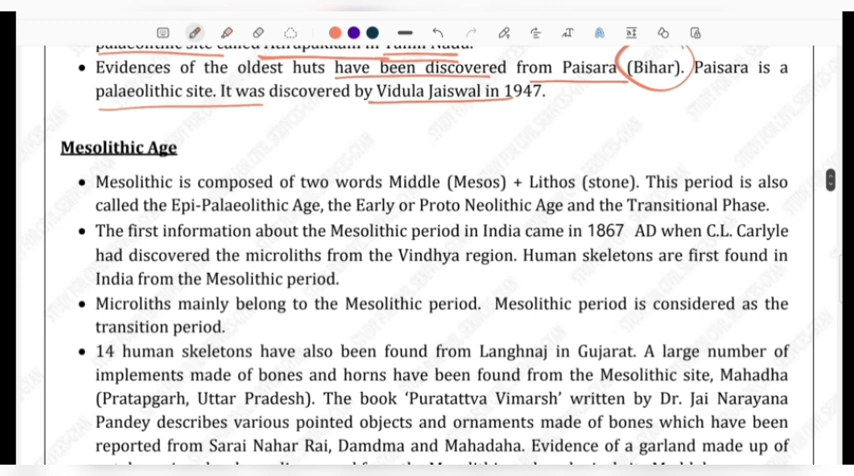 palaeolithic site called Attrapakkam in Tamil Nadu.
• Evidences of the oldest huts have been discovered from Paisara (Bihar). Paisara is a
palaeolithic site. It was discovered by Vidula Jaiswal in 1947.
Mesolithic Age
• Mesolithic is composed of two words Middle (Mesos) + Lithos (stone). This period is also
called the Epi-Palaeolithic Age, the Early or Proto Neolithic Age and the Transitional Phase.
• The first information about the Mesolithic period in India came in 1867 AD when C.L. Carlyle
had discovered the microliths from the Vindhya region. Human skeletons are first found in
India from the Mesolithic period.
• Microliths mainly belong to the Mesolithic period. Mesolithic period is considered as the
transition period.
• 14 human skeletons have also been found from Langhnaj in Gujarat. A large number of
implements made of bones and horns have been found from the Mesolithic site, Mahadha
(Pratapgarh, Uttar Pradesh). The book ‘Puratattva Vimarsh’ written by Dr. Jai Narayana
Pandey describes various pointed objects and ornaments made of bones which have been
reported from Sarai Nahar Rai, Damdma and Mahadaha. Evidence of a garland made up of